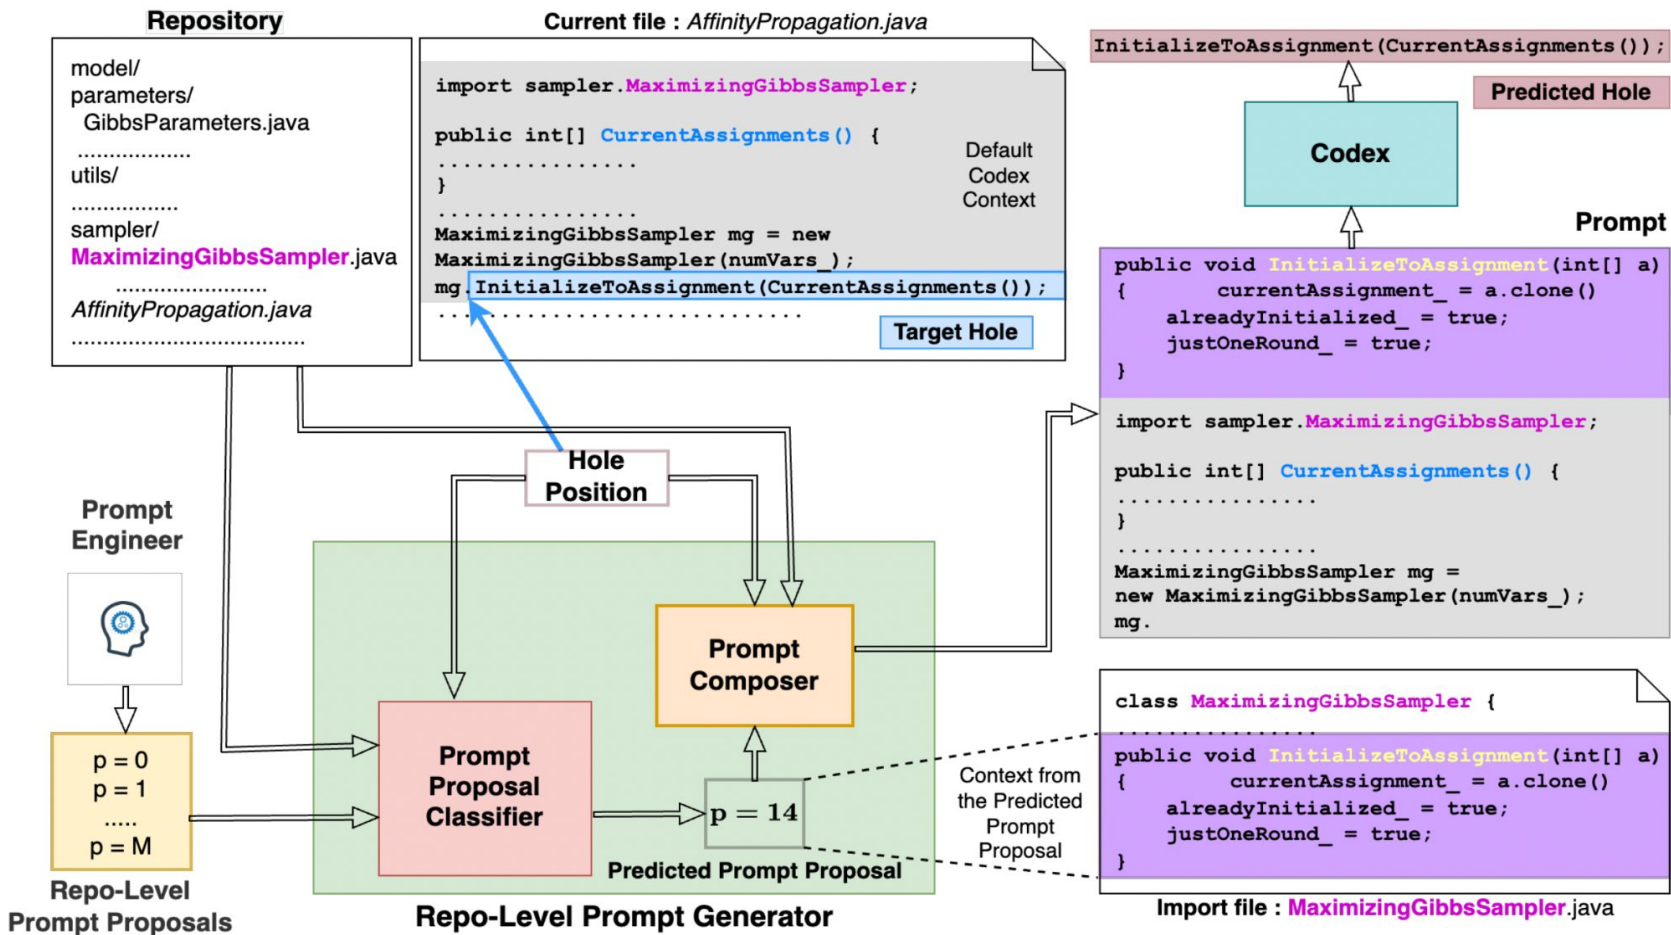 Repository
model/
parameters/
GibbsParameters.java
..................
utils/
.................
sampler/
MaximizingGibbsSampler.java
........................
AffinityPropagation.java
.....................................
Current file : AffinityPropagation.java
import sampler.MaximizingGibbsSampler;
public int[] CurrentAssignments() {
................
}
................
MaximizingGibbsSampler mg = new
MaximizingGibbsSampler(numVars_);
mg.InitializeToAssignment(CurrentAssignments());
.............................
Default
Codex
Context
Target Hole
InitializeToAssignment(CurrentAssignments());
Predicted Hole
Codex
Prompt
public void InitializeToAssignment(int[] a)
{ currentAssignment_ = a.clone()
alreadyInitialized_ = true;
justOneRound_ = true;
}
import sampler.MaximizingGibbsSampler;
public int[] CurrentAssignments() {
................
}
................
MaximizingGibbsSampler mg =
new MaximizingGibbsSampler(numVars_);
mg.
Hole
Position
Prompt
Engineer
p = 0
p = 1
.....
p = M
Repo-Level
Prompt Proposals
Prompt
Proposal
Classifier
Prompt
Composer
p = 14
Predicted Prompt Proposal
Repo-Level Prompt Generator
Context from
the Predicted
Prompt
Proposal
class MaximizingGibbsSampler {
................
public void InitializeToAssignment(int[] a)
{ currentAssignment_ = a.clone()
alreadyInitialized_ = true;
justOneRound_ = true;
}
Import file : MaximizingGibbsSampler.java